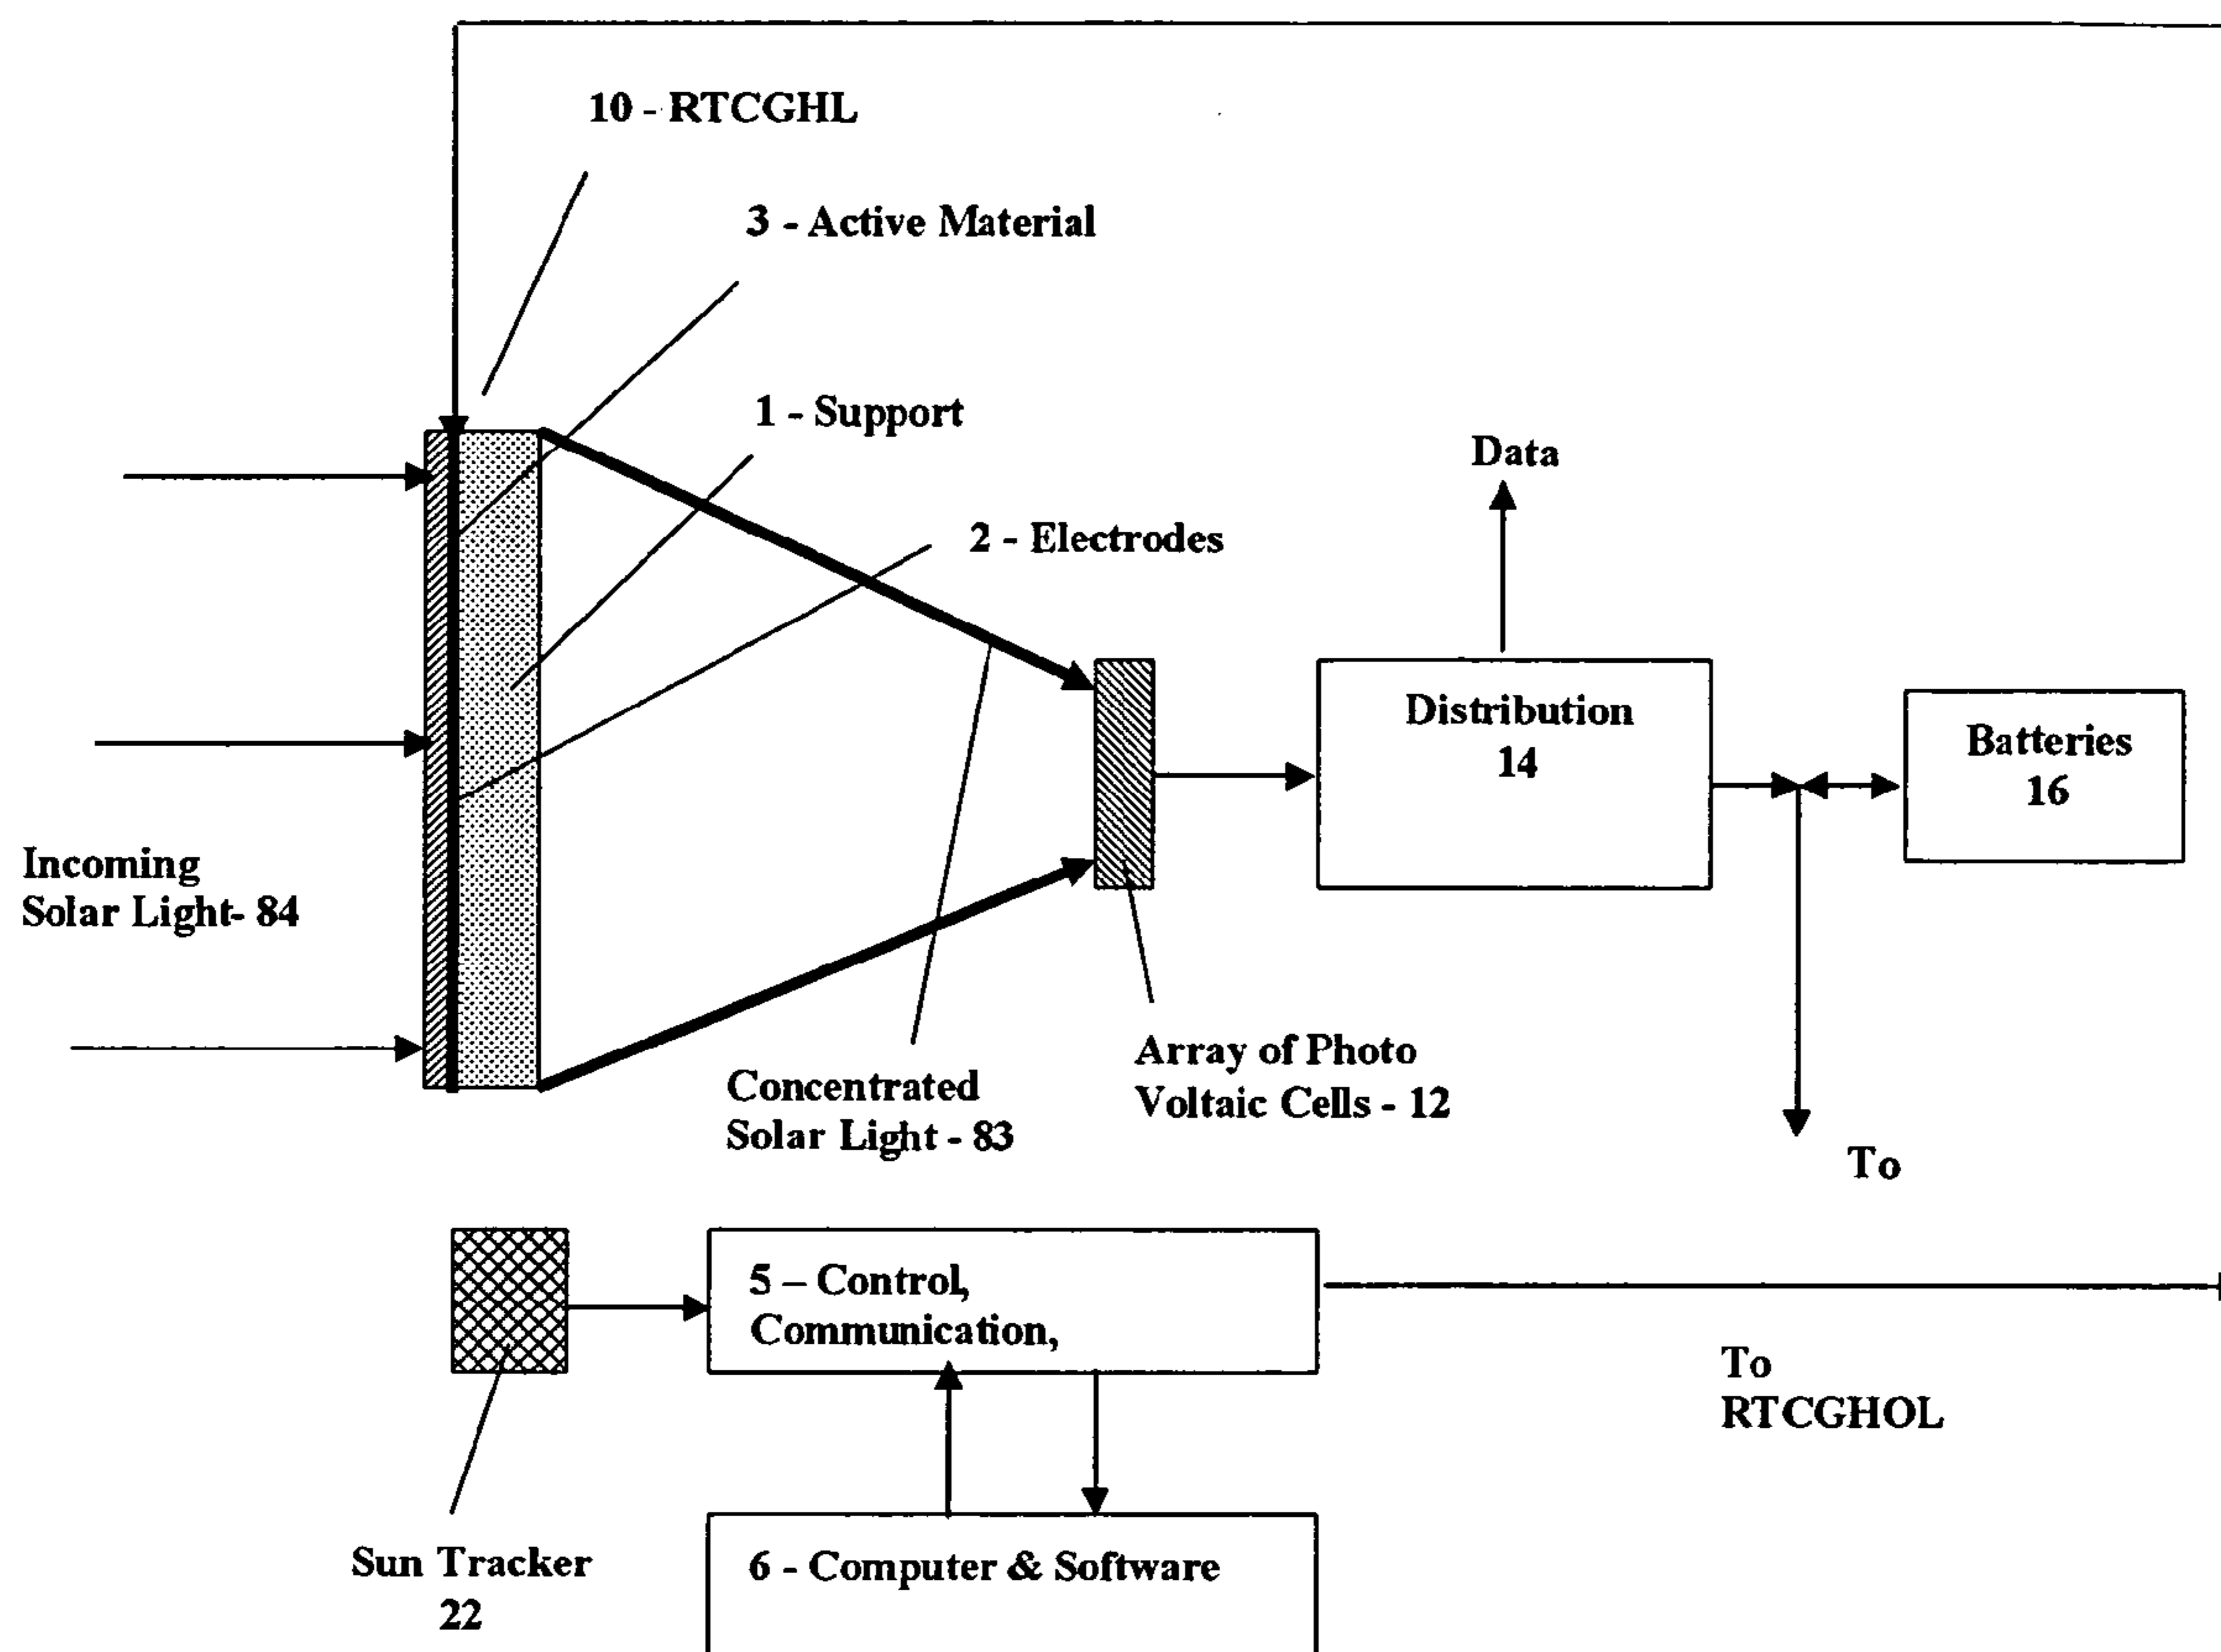 10 - RTCGHL
3 - Active Material
1 - Support
2 - Electrodes
Data
Distribution
14
Batteries
16
Incoming
Solar Light- 84
Concentrated
Solar Light - 83
Array of Photo
Voltaic Cells - 12
To
5 – Control,
Communication,
To
RTCGHOL
Sun Tracker
22
6 - Computer & Software